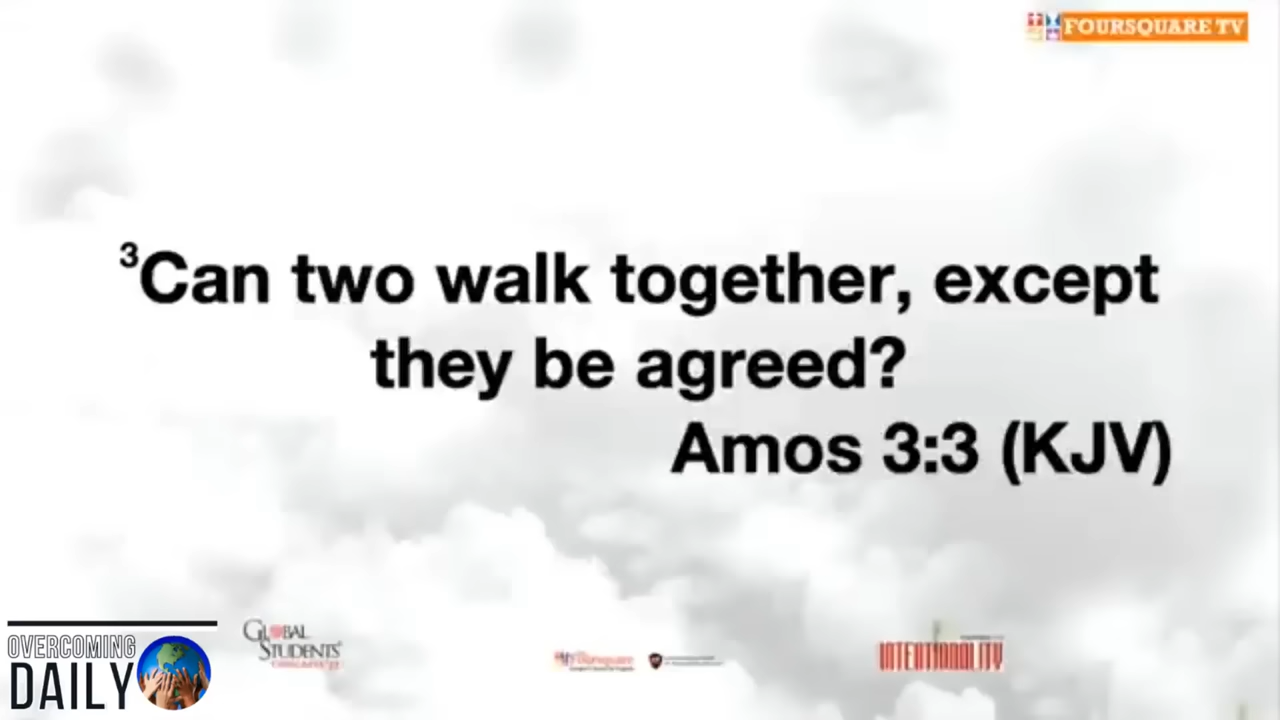 FOURSQUARE TV
³Can two walk together, except
they be agreed?
Amos 3:3 (KJV)
OVERCOMING
DAILY
GLOBAL
STUDENTS'
Foursquare
INTENTIONALITY